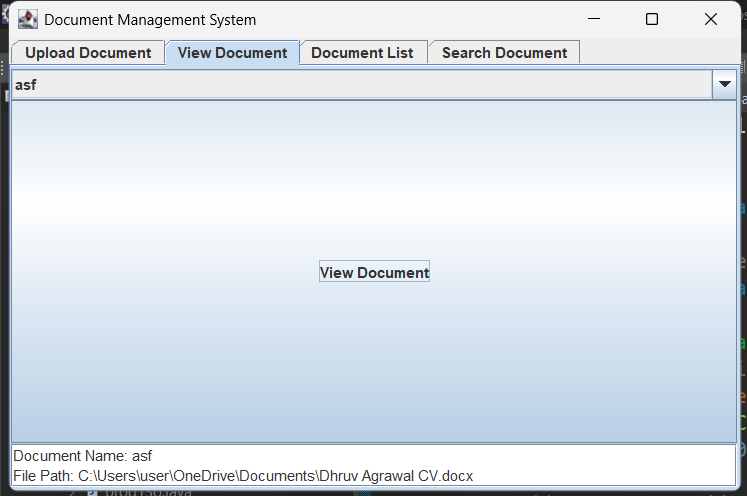 Document Management System
Upload Document View Document Document List Search Document
asf
View Document
Document Name: asf
File Path: C:\Users\user\OneDrive\Documents\Dhruv Agrawal CV.docx